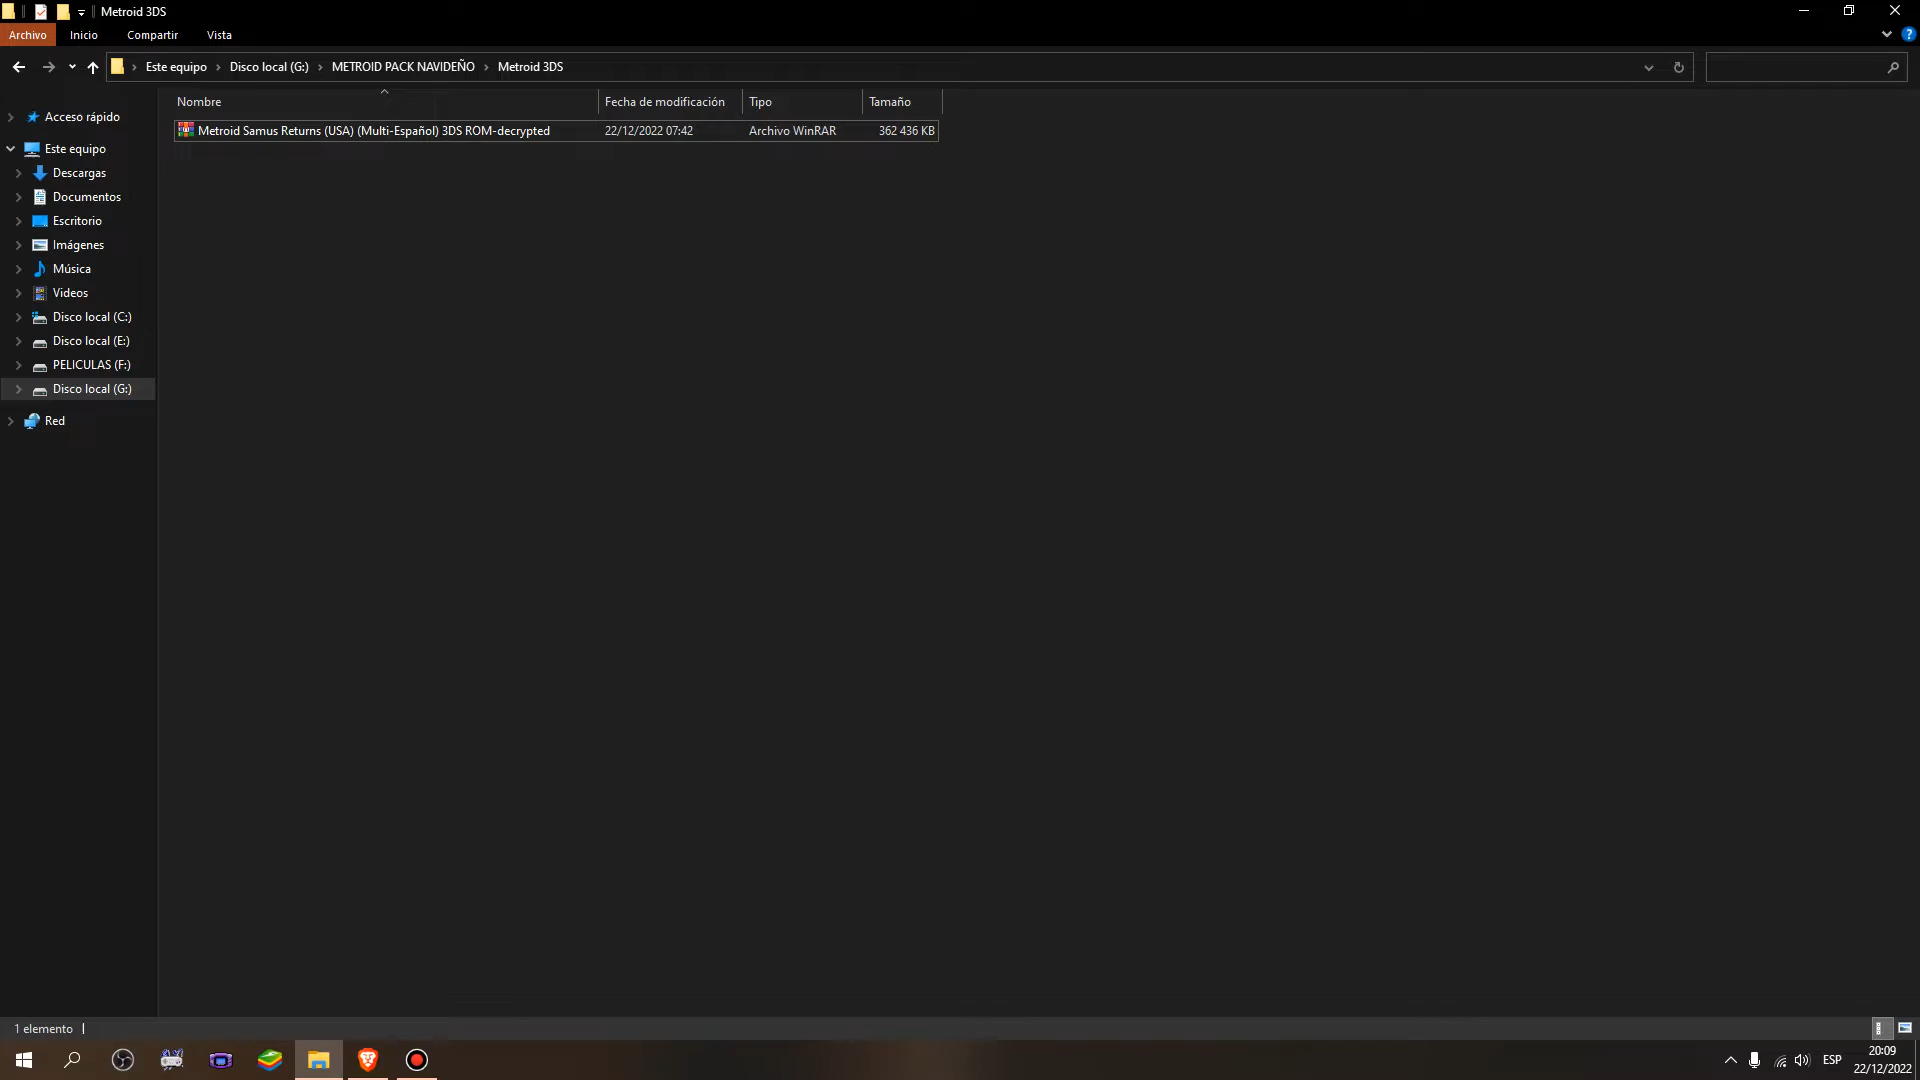 Metroid 3DS
Archivo Inicio Compartir Vista
Este equipo Disco local (G:) METROID PACK NAVIDEÑO Metroid 3DS
Nombre Fecha de modificación Tipo Tamaño
Metroid Samus Returns (USA) (Multi-Español) 3DS ROM-decrypted 22/12/2022 07:42 Archivo WinRAR 362 436 KB
Acceso rápido
Este equipo
Descargas
Documentos
Escritorio
Imágenes
Música
Videos
Disco local (C:)
Disco local (E:)
PELICULAS (F:)
Disco local (G:)
Red
1 elemento
ESP
20:09
22/12/2022